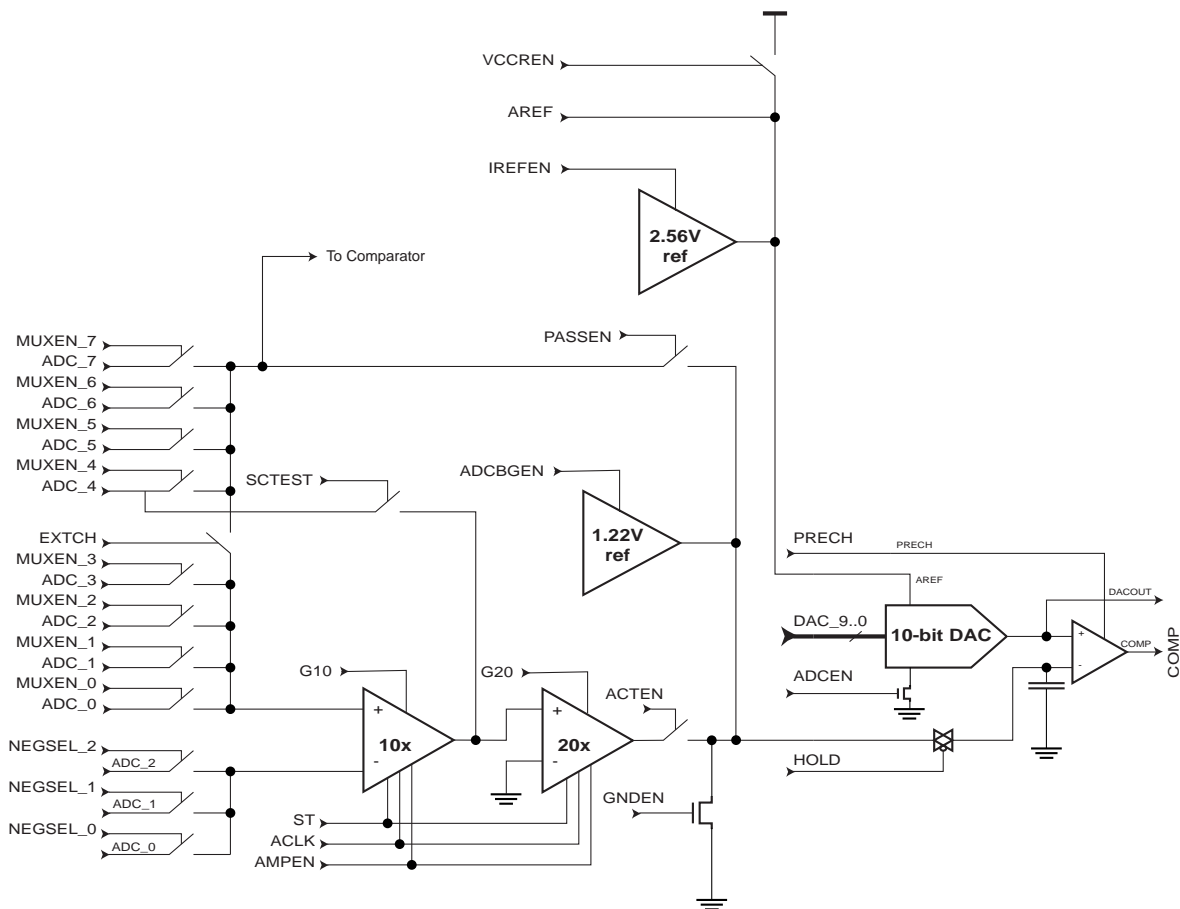 VCCREN
AREF
IREFEN
2.56V
ref
To Comparator
MUXEN_7
ADC_7
MUXEN_6
ADC_6
MUXEN_5
ADC_5
MUXEN_4
ADC_4
PASSEN
SCTEST
ADCBGEN
1.22V
ref
EXTCH
MUXEN_3
ADC_3
MUXEN_2
ADC_2
MUXEN_1
ADC_1
MUXEN_0
ADC_0
PRECH
PRECH
AREF
DACOUT
DAC_9..0
10-bit DAC
+
-
COMP
COMP
ADCEN
G10
G20
ACTEN
+
10x
-
+
20x
-
HOLD
NEGSEL_2
ADC_2
NEGSEL_1
ADC_1
NEGSEL_0
ADC_0
GNDEN
ST
ACLK
AMPEN